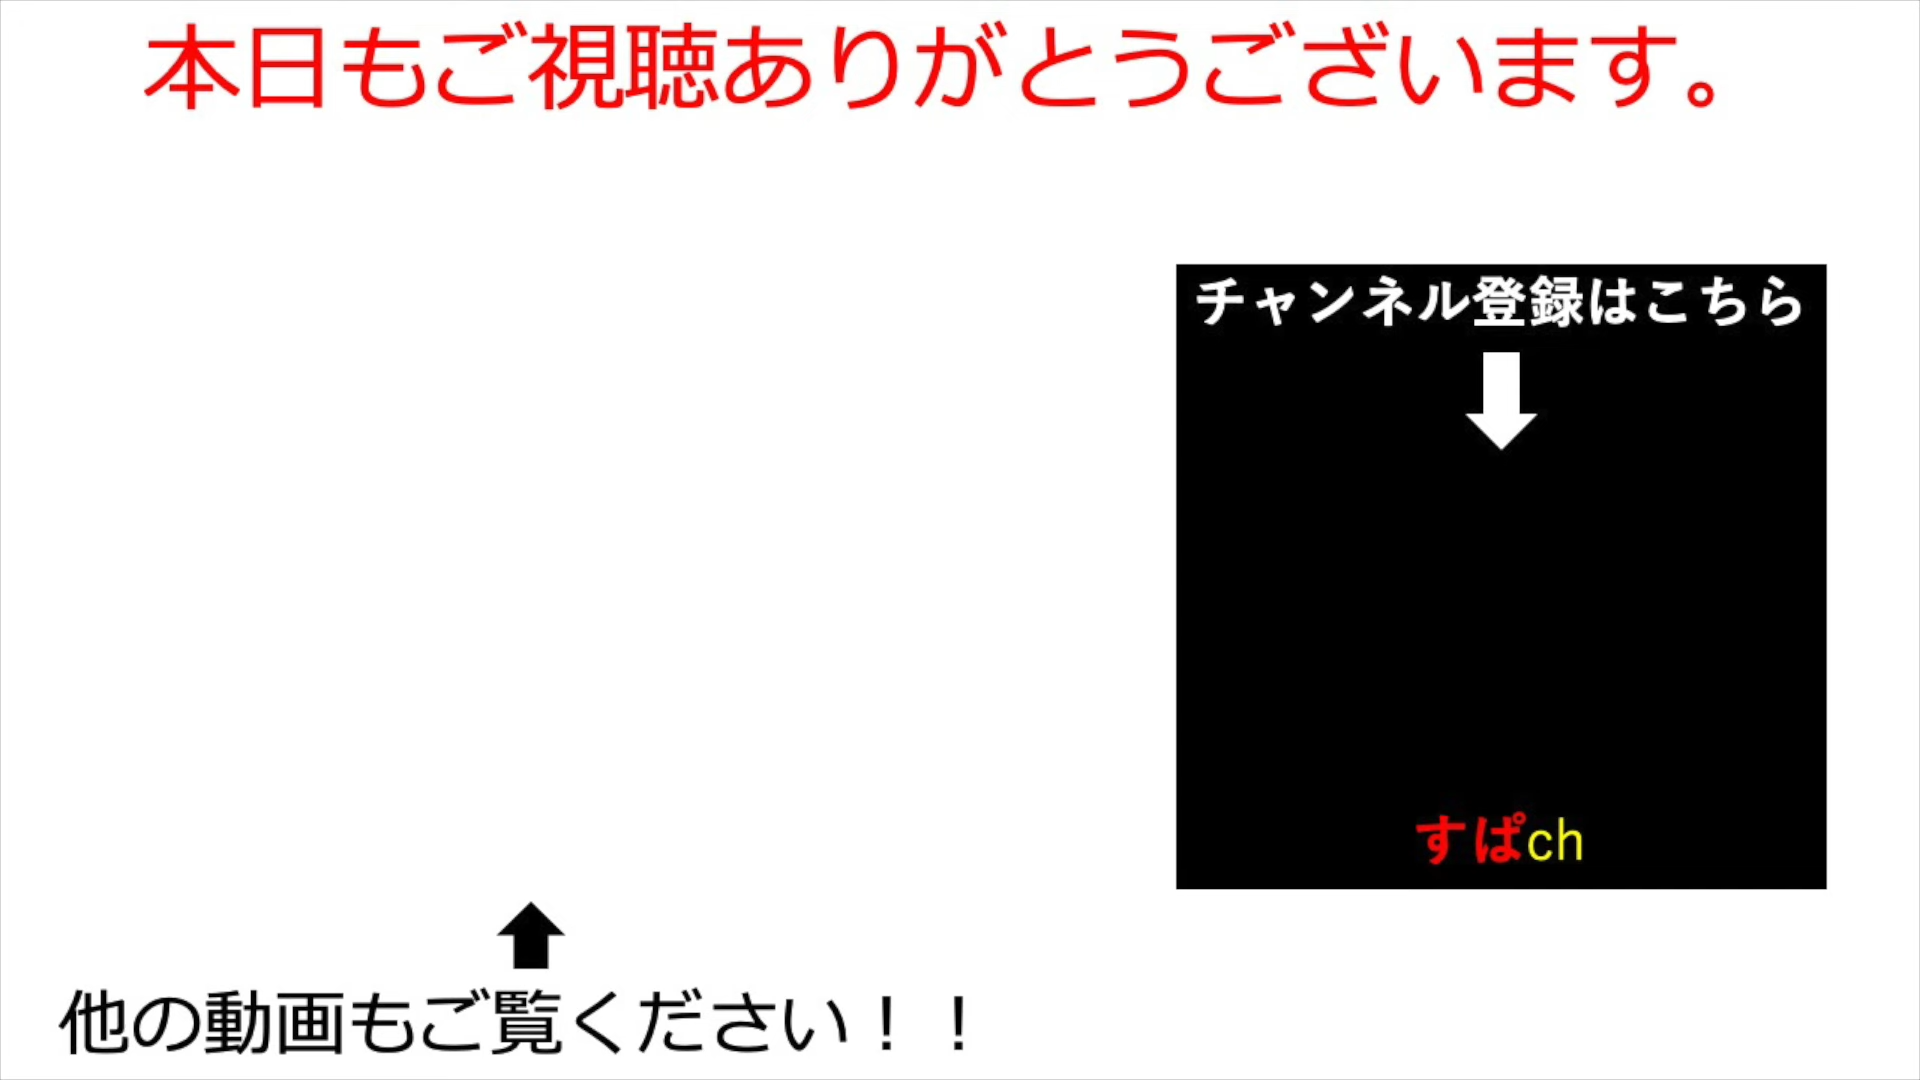 本日もご視聴ありがとうございます。
チャンネル登録はこちら
すぱch
他の動画もご覧ください！！